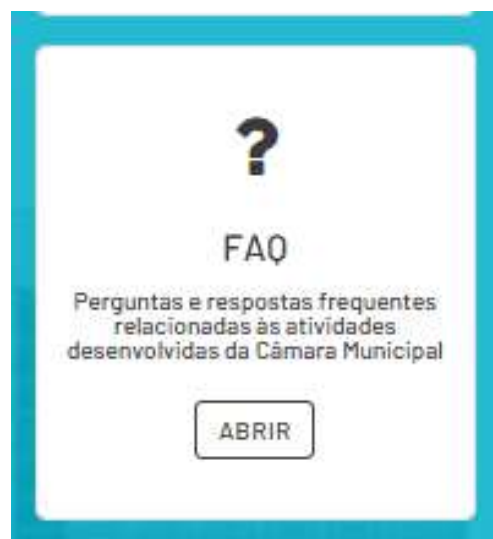 ?
FAQ
Perguntas e respostas frequentes
relacionadas às atividades
desenvolvidas da Câmara Municipal
ABRIR